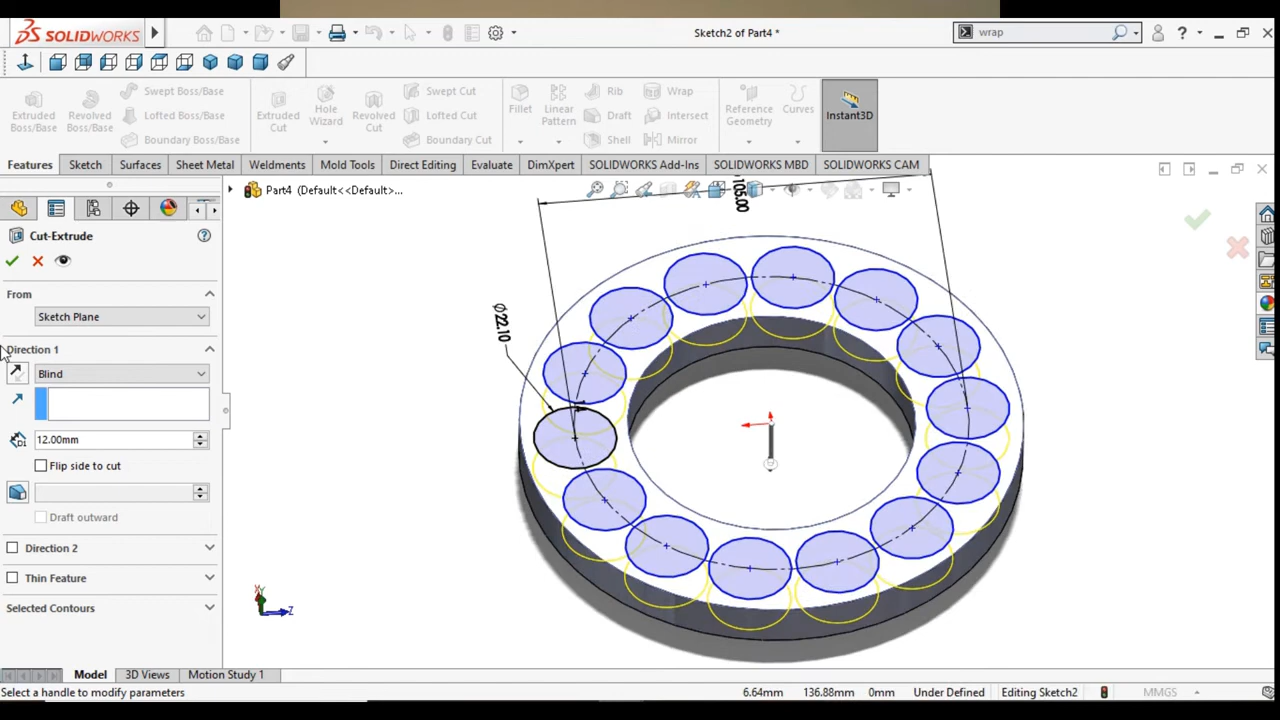 SOLIDWORKS
Sketch2 of Part4 *
wrap
?
Extruded Boss/Base
Revolved Boss/Base
Swept Boss/Base
Lofted Boss/Base
Boundary Boss/Base
Extruded Cut
Hole Wizard
Revolved Cut
Swept Cut
Lofted Cut
Boundary Cut
Fillet
Linear Pattern
Rib
Draft
Shell
Wrap
Intersect
Mirror
Reference Geometry
Curves
Instant3D
Features
Sketch
Surfaces
Sheet Metal
Weldments
Mold Tools
Direct Editing
Evaluate
DimXpert
SOLIDWORKS Add-Ins
SOLIDWORKS MBD
SOLIDWORKS CAM
Part4 (Default<<Default>...
105.00
Cut-Extrude
?
From
Sketch Plane
Direction 1
Blind
12.00mm
Flip side to cut
Draft outward
Direction 2
Thin Feature
Selected Contours
Ø22.10
Y
Z
Model
3D Views
Motion Study 1
Select a handle to modify parameters
6.64mm
136.88mm
0mm
Under Defined
Editing Sketch2
MMGS